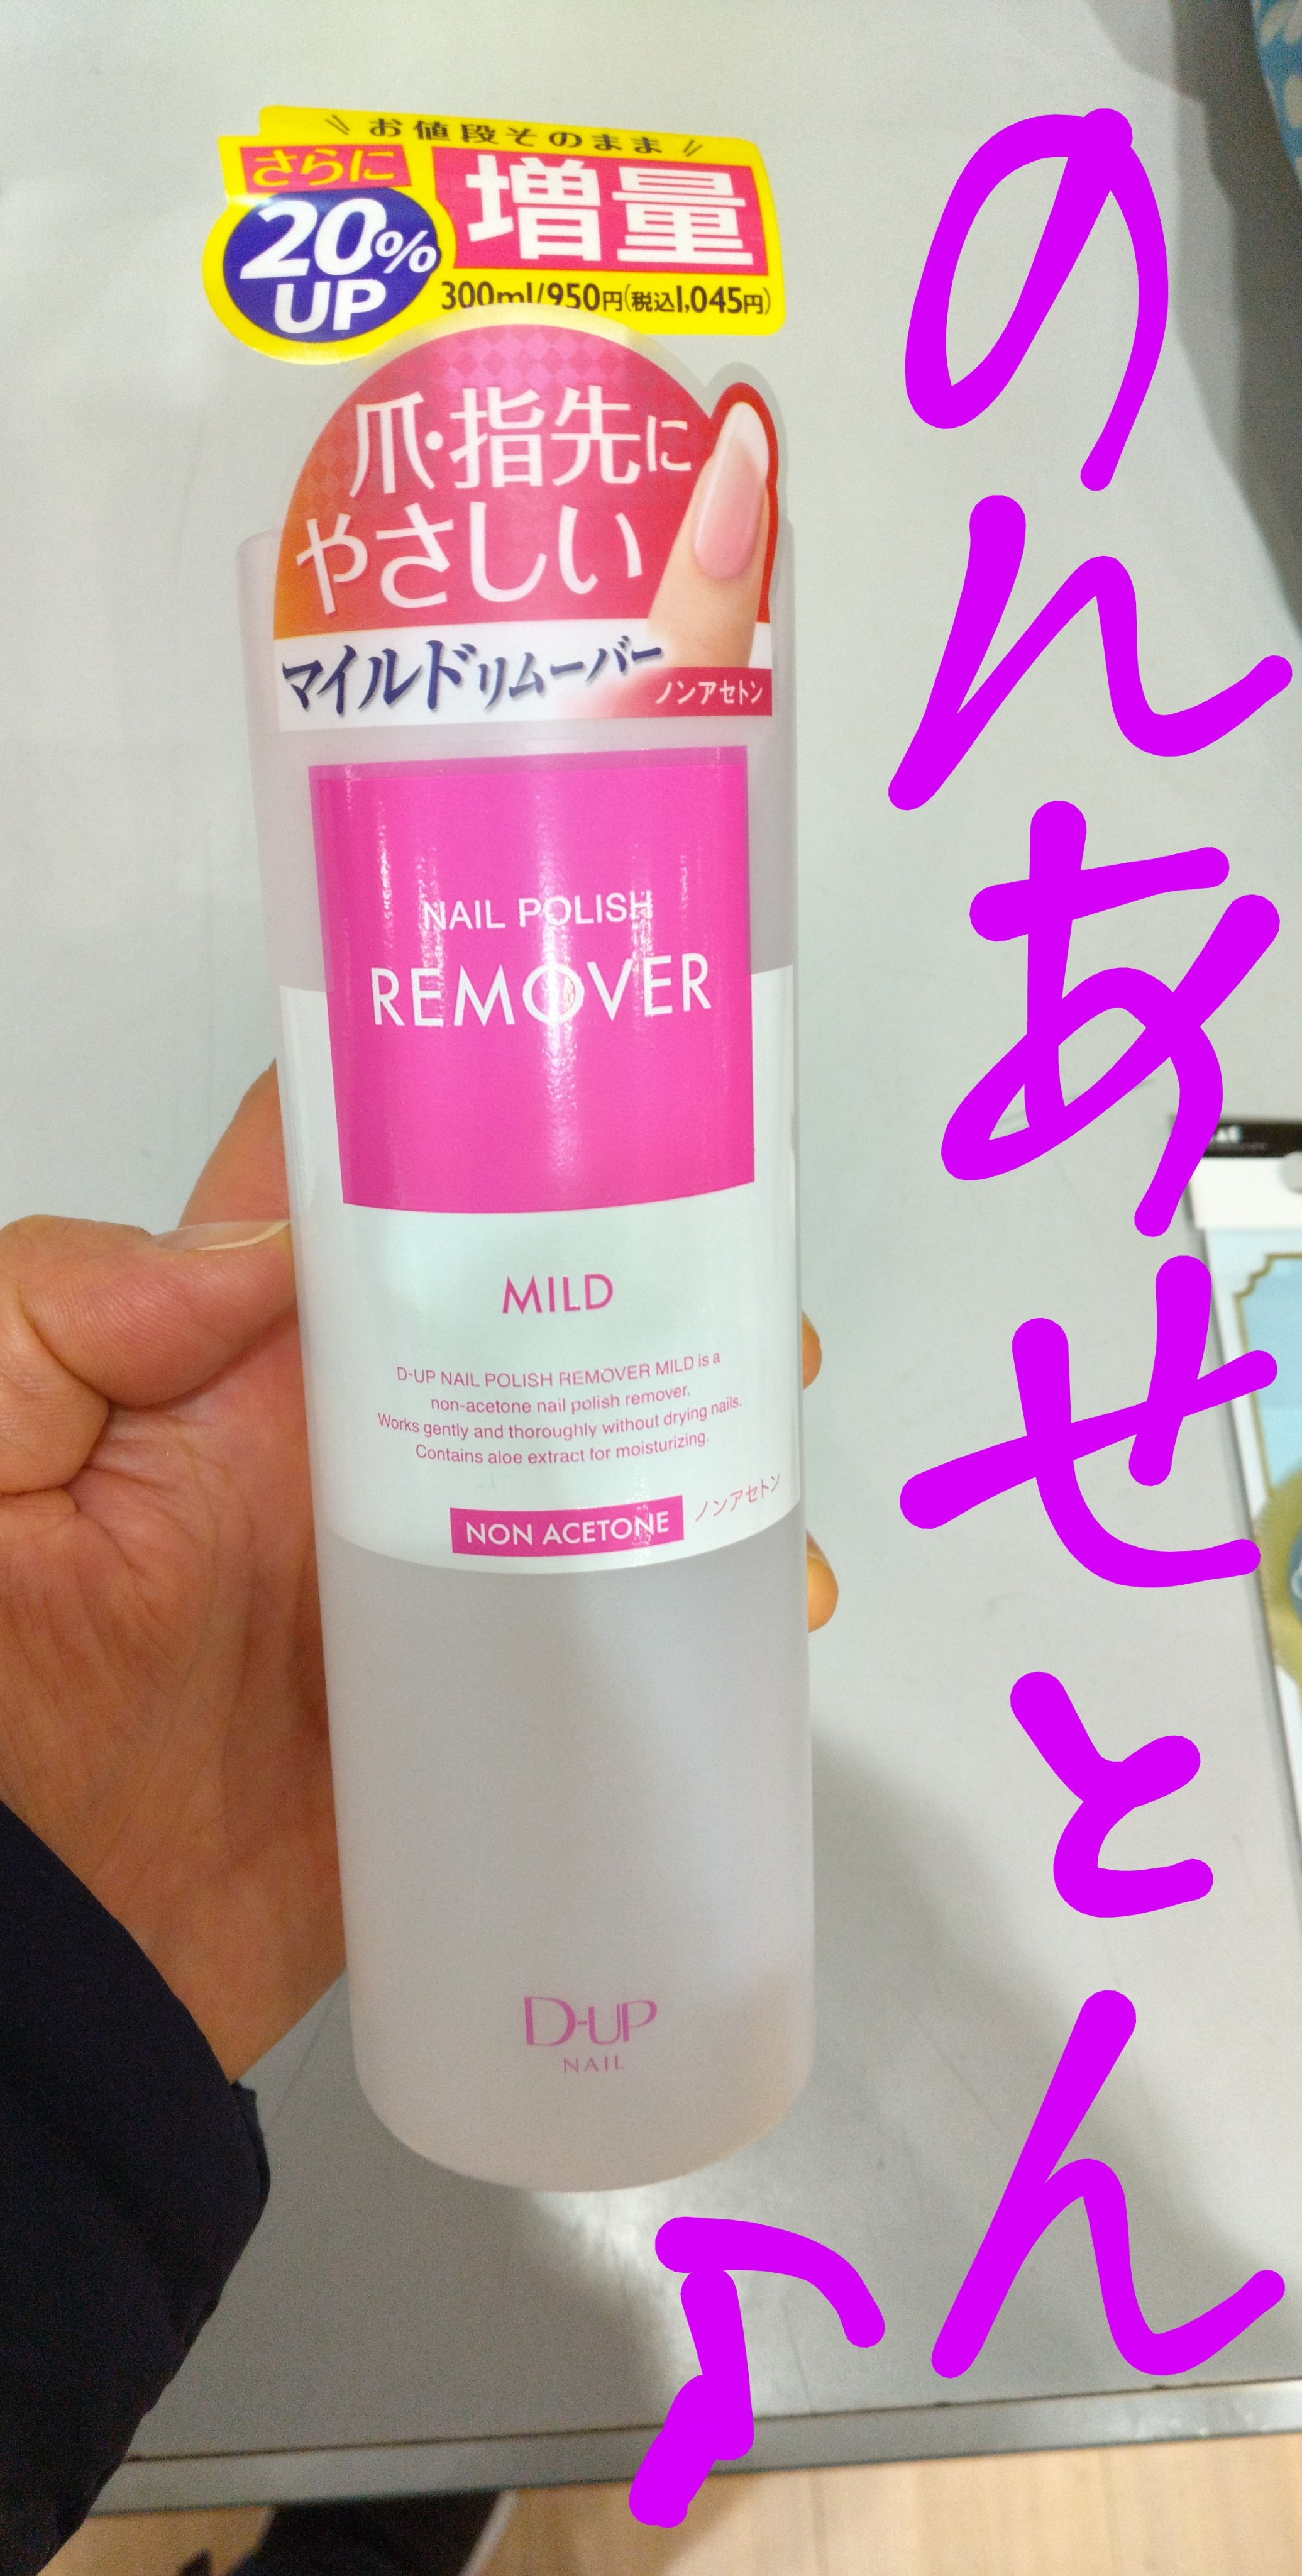 お値段そのまま
さらに
20%
UP
増量
300ml/950円(税込1,045円)
爪・指先に
やさしい
マイルドリムーバー
ノンアセトン
NAIL POLISH
REMOVER
MILD
D-UP NAIL POLISH REMOVER MILD is a
non-acetone nail polish remover.
Works gently and thoroughly without drying nails.
Contains aloe extract for moisturizing.
NON ACETONE
ノンアセトン
D-UP
NAIL
のんあせとん